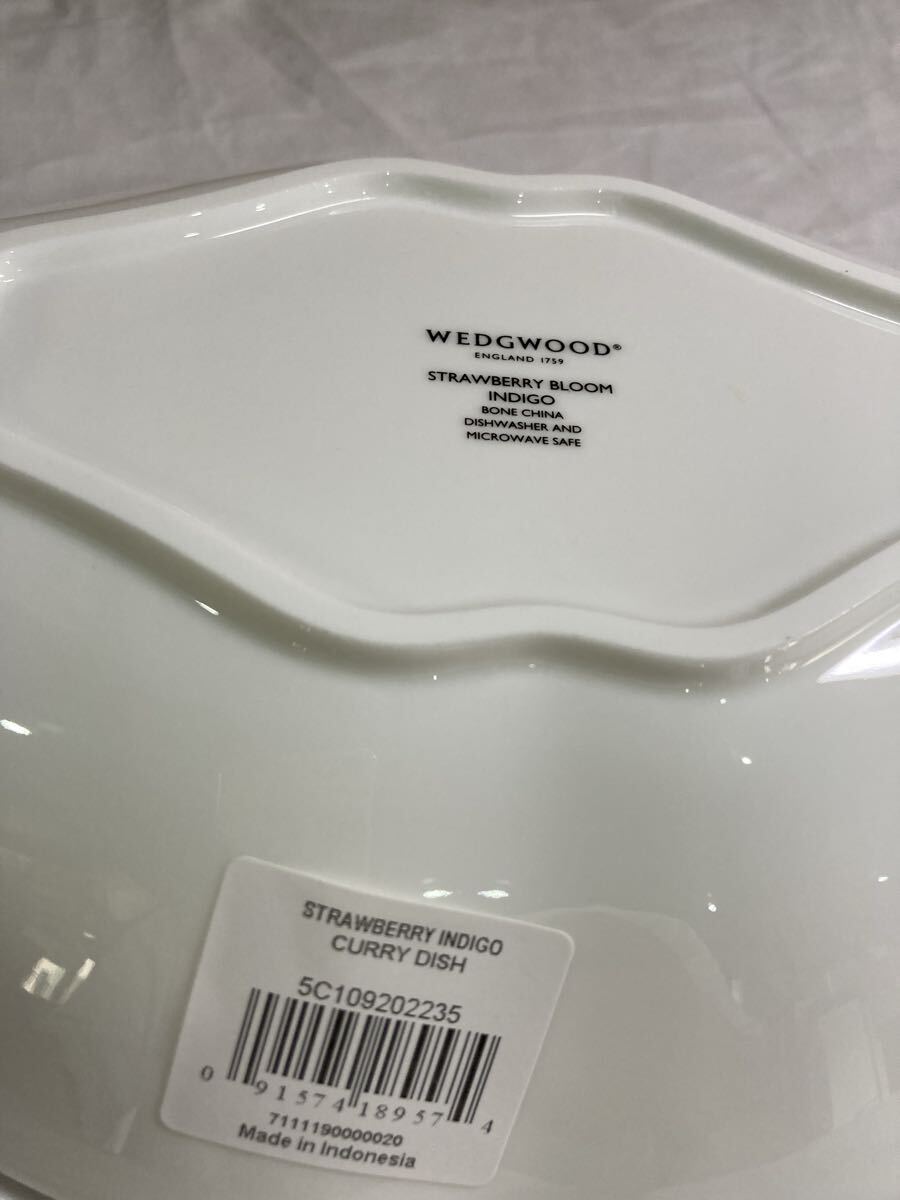 WEDGWOOD®
ENGLAND 1759
STRAWBERRY BLOOM
INDIGO
BONE CHINA
DISHWASHER AND
MICROWAVE SAFE
STRAWBERRY INDIGO
CURRY DISH
5C109202235
0 91574 18957 4
7111190000020
Made in Indonesia